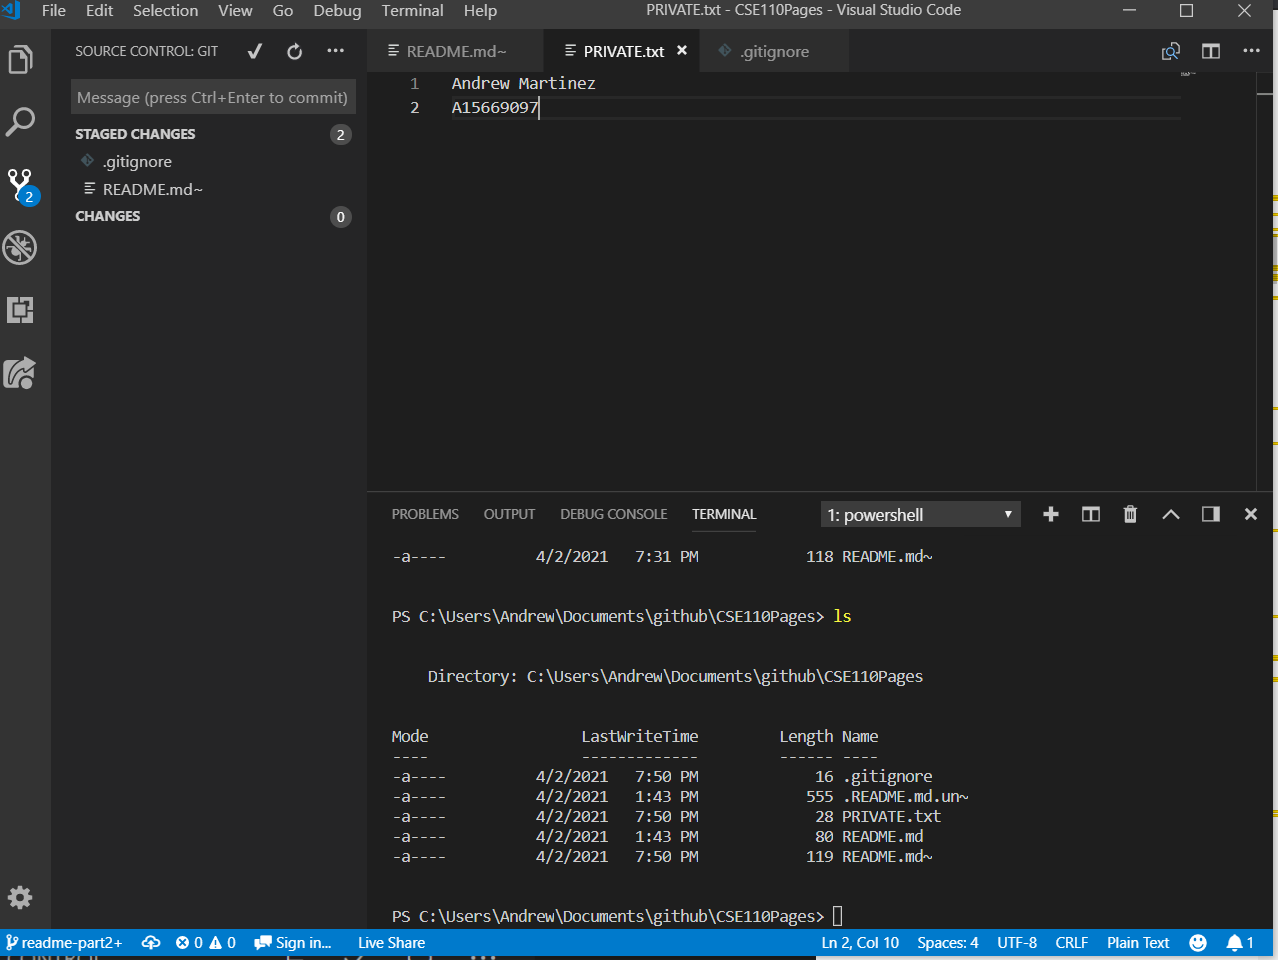 File Edit Selection View Go Debug Terminal Help PRIVATE.txt - CSE110Pages - Visual Studio Code
SOURCE CONTROL: GIT
README.md~ PRIVATE.txt .gitignore
Message (press Ctrl+Enter to commit)
STAGED CHANGES 2
.gitignore
README.md~
CHANGES 0
2
1 Andrew Martinez
2 A15669097
PROBLEMS OUTPUT DEBUG CONSOLE TERMINAL 1: powershell
-a---- 4/2/2021 7:31 PM 118 README.md~
PS C:\Users\Andrew\Documents\github\CSE110Pages> ls
Directory: C:\Users\Andrew\Documents\github\CSE110Pages
Mode LastWriteTime Length Name
---- ------------- ------ ----
-a---- 4/2/2021 7:50 PM 16 .gitignore
-a---- 4/2/2021 1:43 PM 555 .README.md.un~
-a---- 4/2/2021 7:50 PM 28 PRIVATE.txt
-a---- 4/2/2021 1:43 PM 80 README.md
-a---- 4/2/2021 7:50 PM 119 README.md~
PS C:\Users\Andrew\Documents\github\CSE110Pages>
readme-part2+ 0 0 Sign in... Live Share Ln 2, Col 10 Spaces: 4 UTF-8 CRLF Plain Text 1